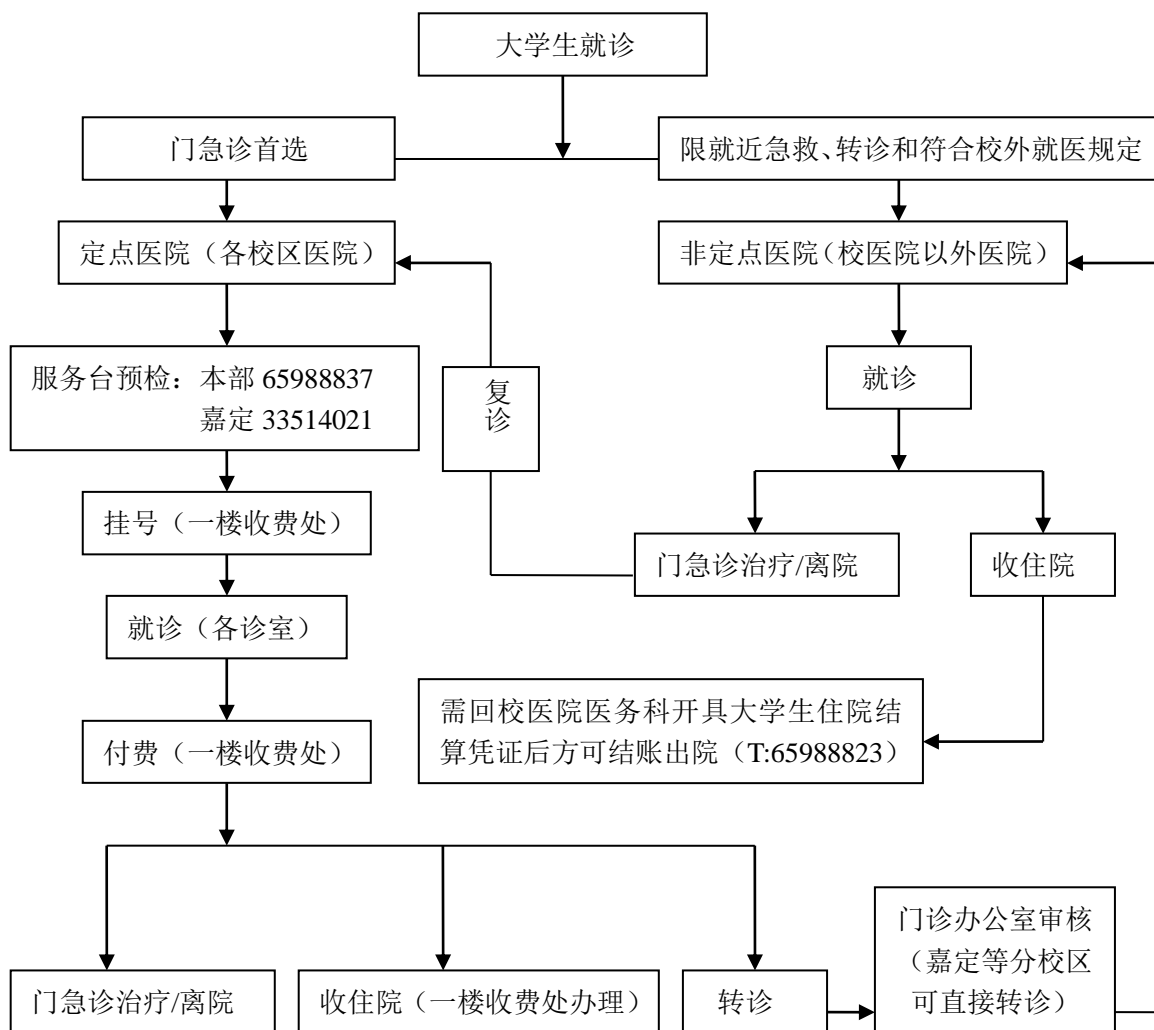 大学生就诊
门急诊首选
限就近急救、转诊和符合校外就医规定
定点医院（各校区医院）
非定点医院（校医院以外医院）
服务台预检：本部 65988837
嘉定 33514021
复
诊
就诊
挂号（一楼收费处）
门急诊治疗/离院
收住院
就诊（各诊室）
需回校医院医务科开具大学生住院结
算凭证后方可结账出院（T:65988823）
付费（一楼收费处）
门急诊治疗/离院
收住院（一楼收费处办理）
转诊
门诊办公室审核
（嘉定等分校区
可直接转诊）